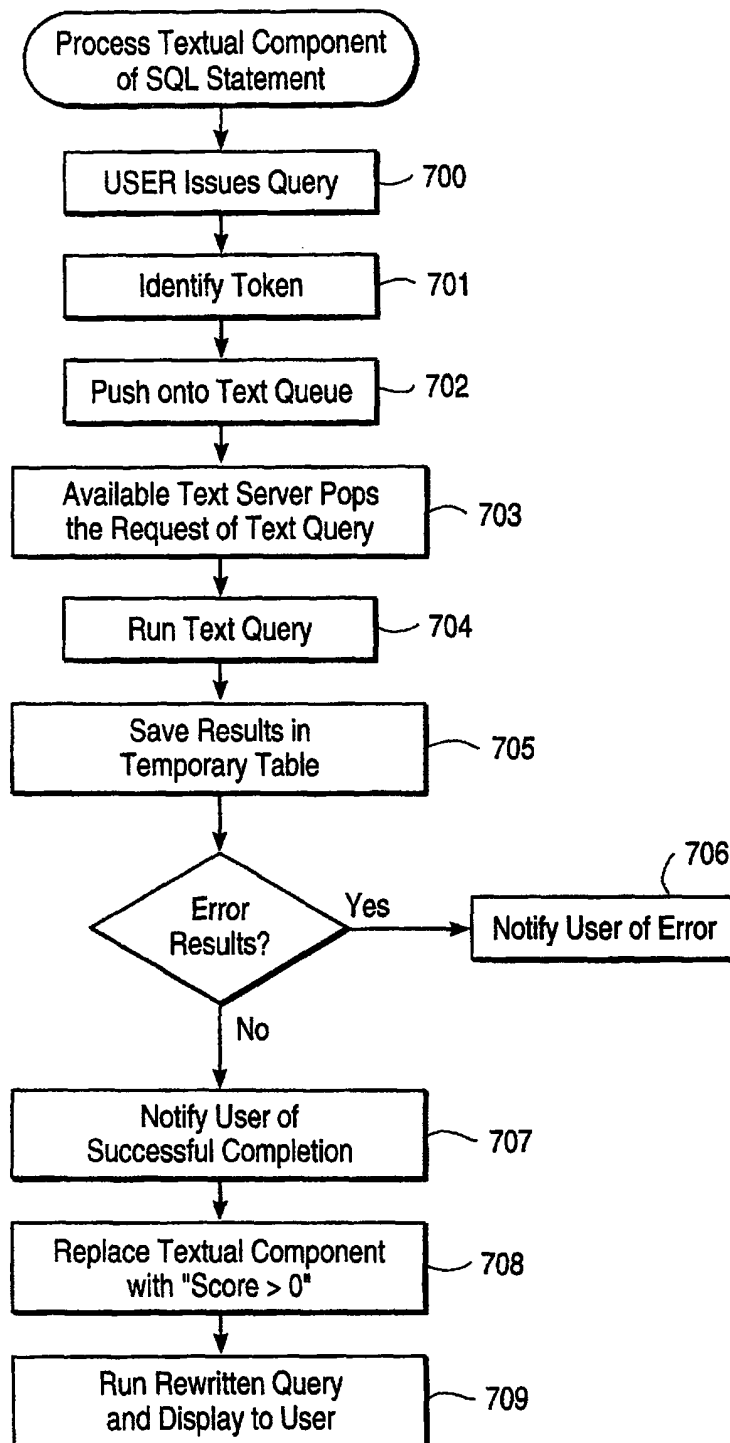 Process Textual Component
of SQL Statement
USER Issues Query
700
Identify Token
701
Push onto Text Queue
702
Available Text Server Pops
the Request of Text Query
703
Run Text Query
704
Save Results in
Temporary Table
705
Error
Results?
Yes
706
Notify User of Error
No
Notify User of
Successful Completion
707
Replace Textual Component
with "Score > 0"
708
Run Rewritten Query
and Display to User
709